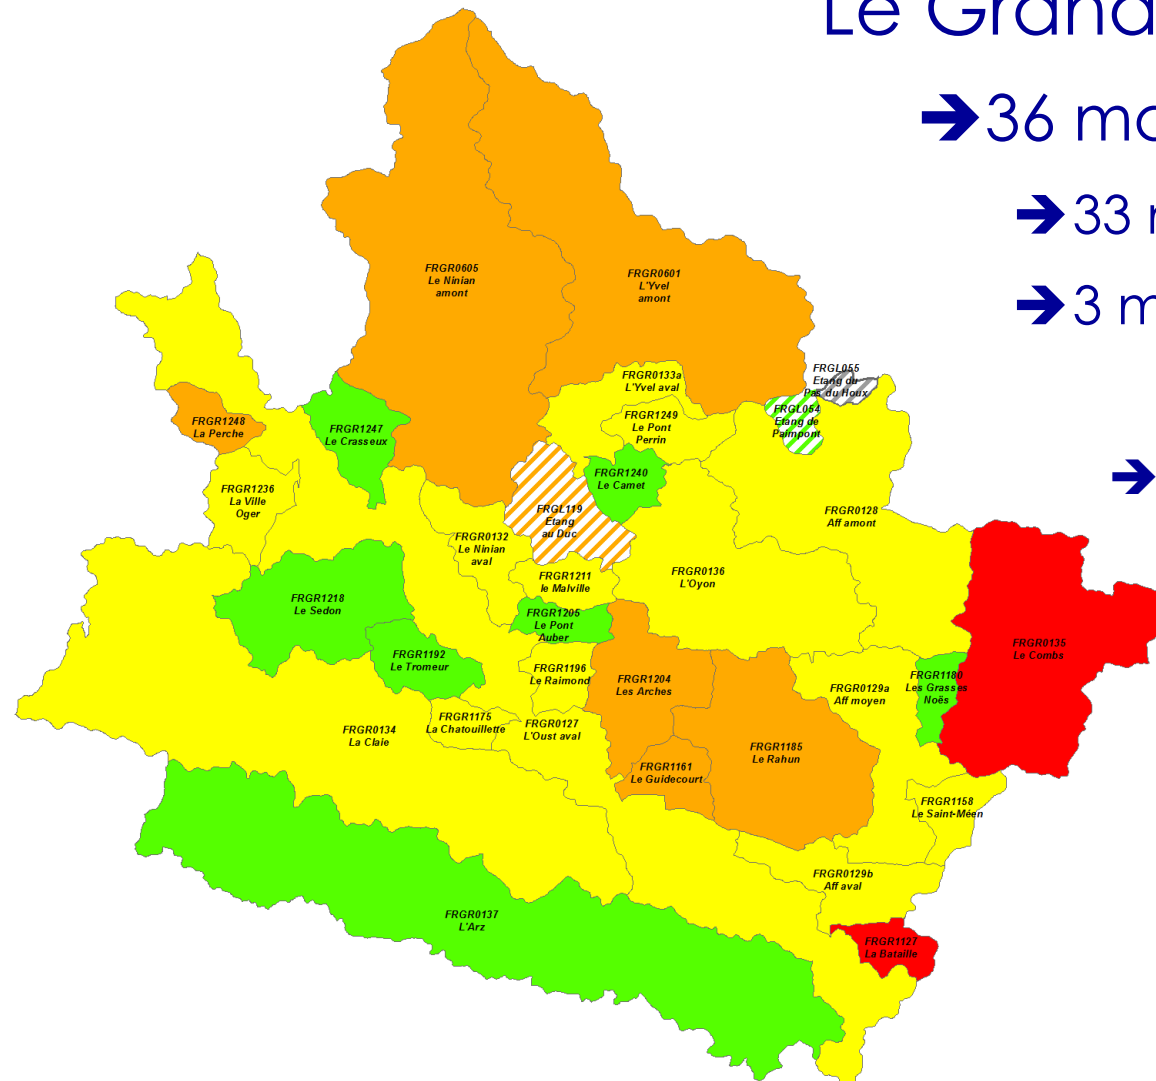 Le Grand
➔36
➔33
➔3
➔
FRGR0605
Le Ninian
amont
FRGR0601
L'Yvel
amont
FRGL055
Etang du
Pas du Houx
FRGR0133a
L'Yvel aval
FRGL054
Etang de
Paimpont
FRGR1249
Le Pont
Perrin
FRGR1248
La Perche
FRGR1247
Le Crasseux
FRGR1240
Le Camet
FRGR1236
La Ville
Oger
FRGL119
Etang
au Duc
FRGR0128
Aff amont
FRGR0132
Le Ninian
aval
FRGR0136
L'Oyon
FRGR1211
le Malville
FRGR1218
Le Sedon
FRGR1205
Le Pont
Auber
FRGR0135
Le Combs
FRGR1192
Le Tromeur
FRGR1196
Le Raimond
FRGR1204
Les Arches
FRGR0129a
Aff moyen
FRGR1180
Les Grasses
Noës
FRGR1175
La Chatouillette
FRGR0127
L'Oust aval
FRGR0134
La Claie
FRGR1185
Le Rahun
FRGR1161
Le Guidecourt
FRGR1158
Le Saint-Méen
FRGR0129b
Aff aval
FRGR0137
L'Arz
FRGR1127
La Bataille